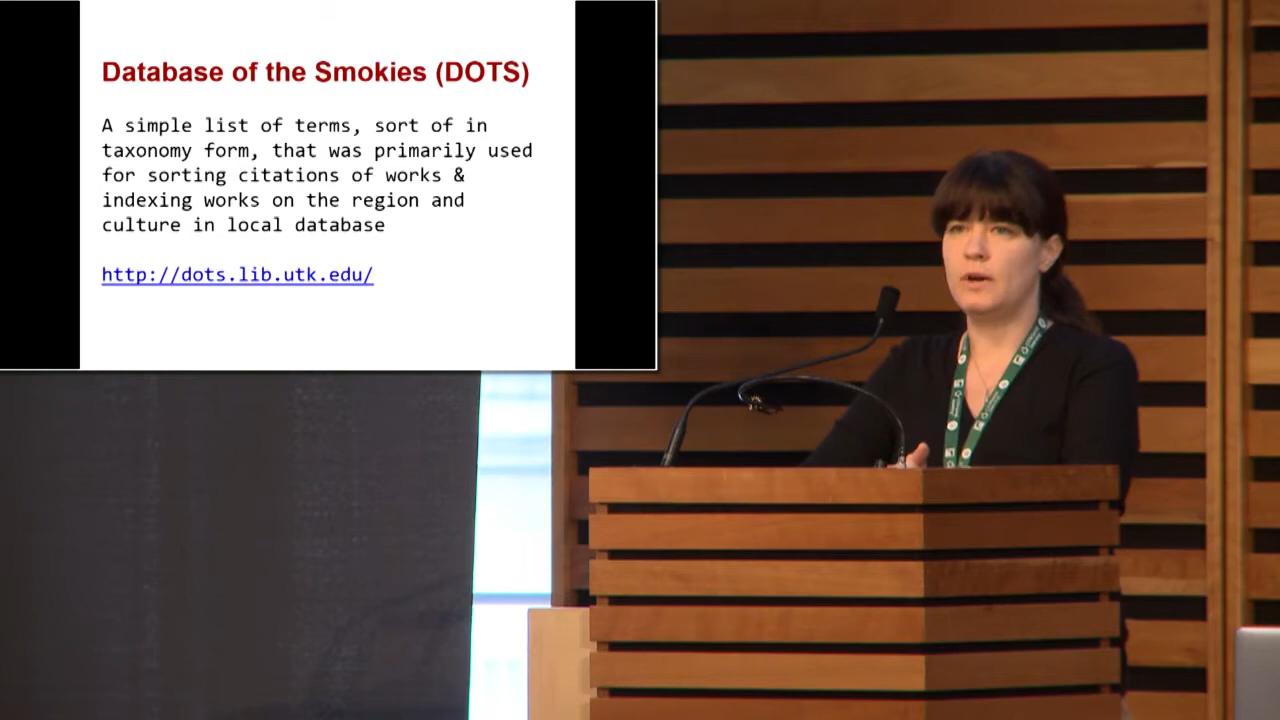 Database of the Smokies (DOTS)
A simple list of terms, sort of in
taxonomy form, that was primarily used
for sorting citations of works &
indexing works on the region and
culture in local database
http://dots.lib.utk.edu/